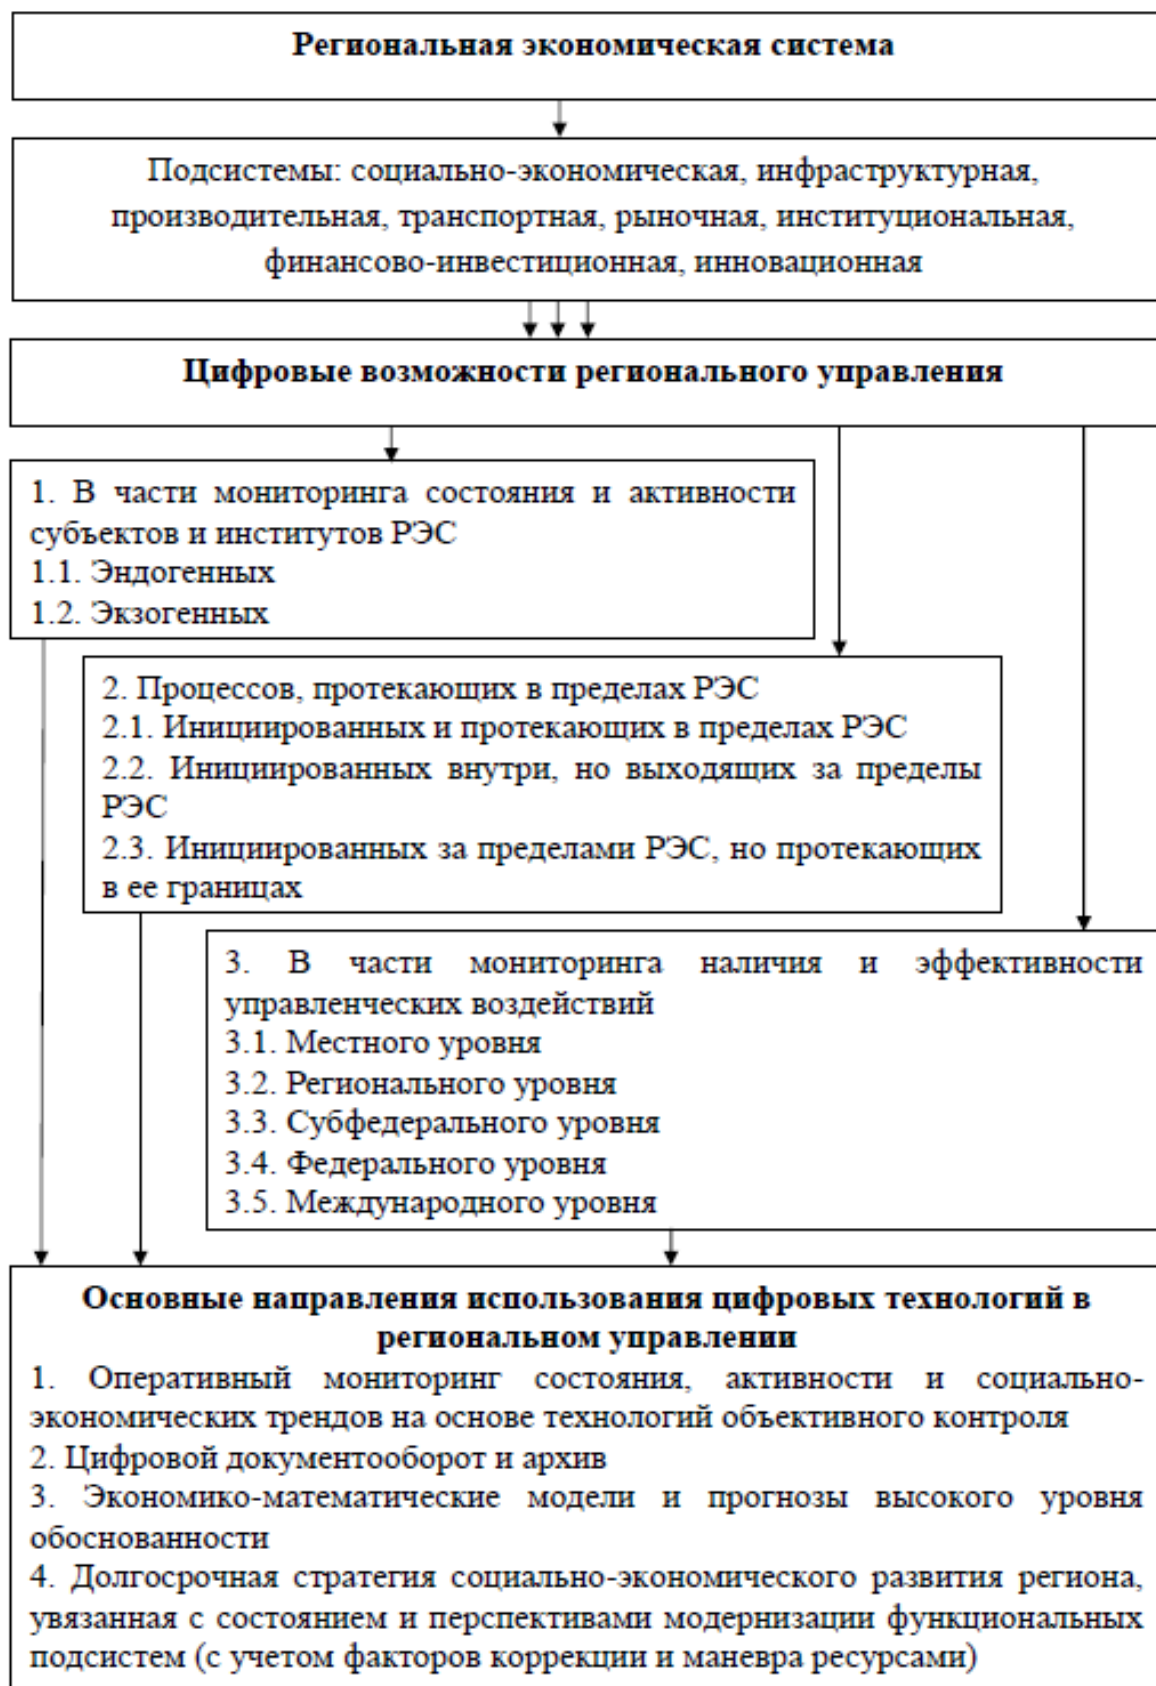 Региональная экономическая система
Подсистемы: социально-экономическая, инфраструктурная,
производительная, транспортная, рыночная, институциональная,
финансово-инвестиционная, инновационная
Цифровые возможности регионального управления
1. В части мониторинга состояния и активности
субъектов и институтов РЭС
1.1. Эндогенных
1.2. Экзогенных
2. Процессов, протекающих в пределах РЭС
2.1. Инициированных и протекающих в пределах РЭС
2.2. Инициированных внутри, но выходящих за пределы
РЭС
2.3. Инициированных за пределами РЭС, но протекающих
в ее границах
3. В части мониторинга наличия и эффективности
управленческих воздействий
3.1. Местного уровня
3.2. Регионального уровня
3.3. Субфедерального уровня
3.4. Федерального уровня
3.5. Международного уровня
Основные направления использования цифровых технологий в
региональном управлении
1. Оперативный мониторинг состояния, активности и социально-
экономических трендов на основе технологий объективного контроля
2. Цифровой документооборот и архив
3. Экономико-математические модели и прогнозы высокого уровня
обоснованности
4. Долгосрочная стратегия социально-экономического развития региона,
увязанная с состоянием и перспективами модернизации функциональных
подсистем (с учетом факторов коррекции и маневра ресурсами)